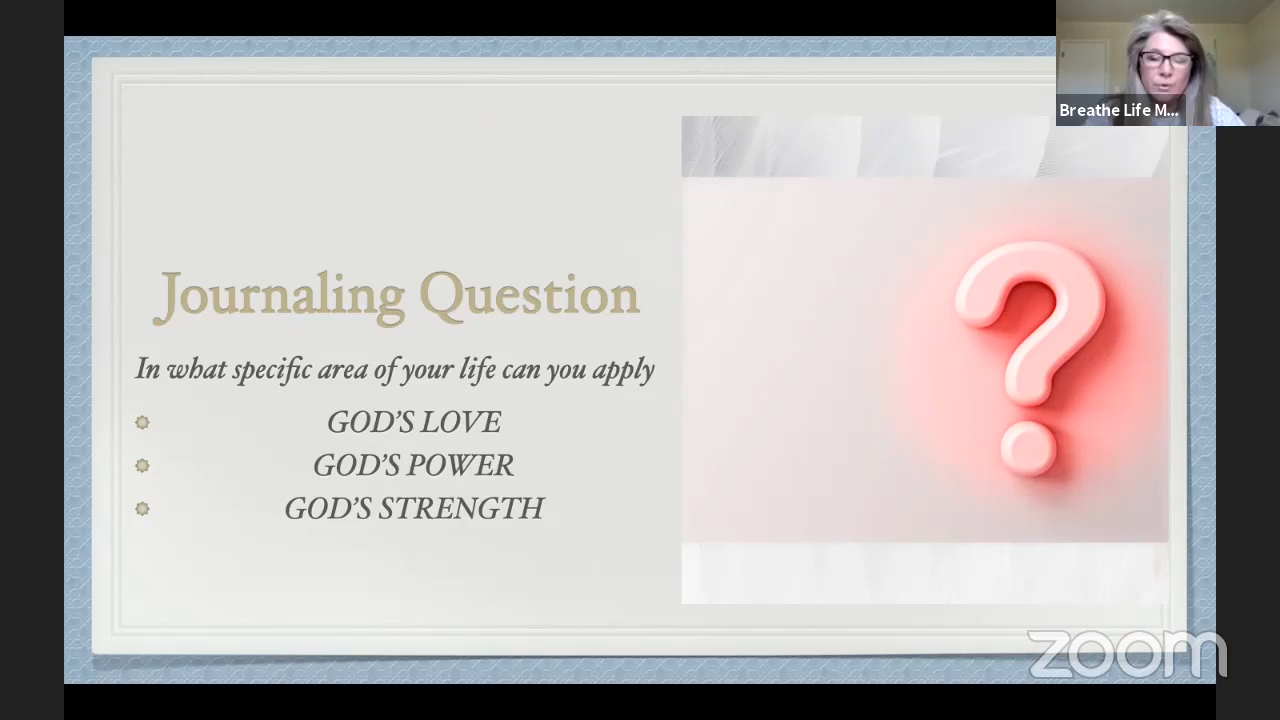 Breathe Life M...
Journaling Question
In what specific area of your life can you apply
GOD'S LOVE
GOD'S POWER
GOD'S STRENGTH
zoom